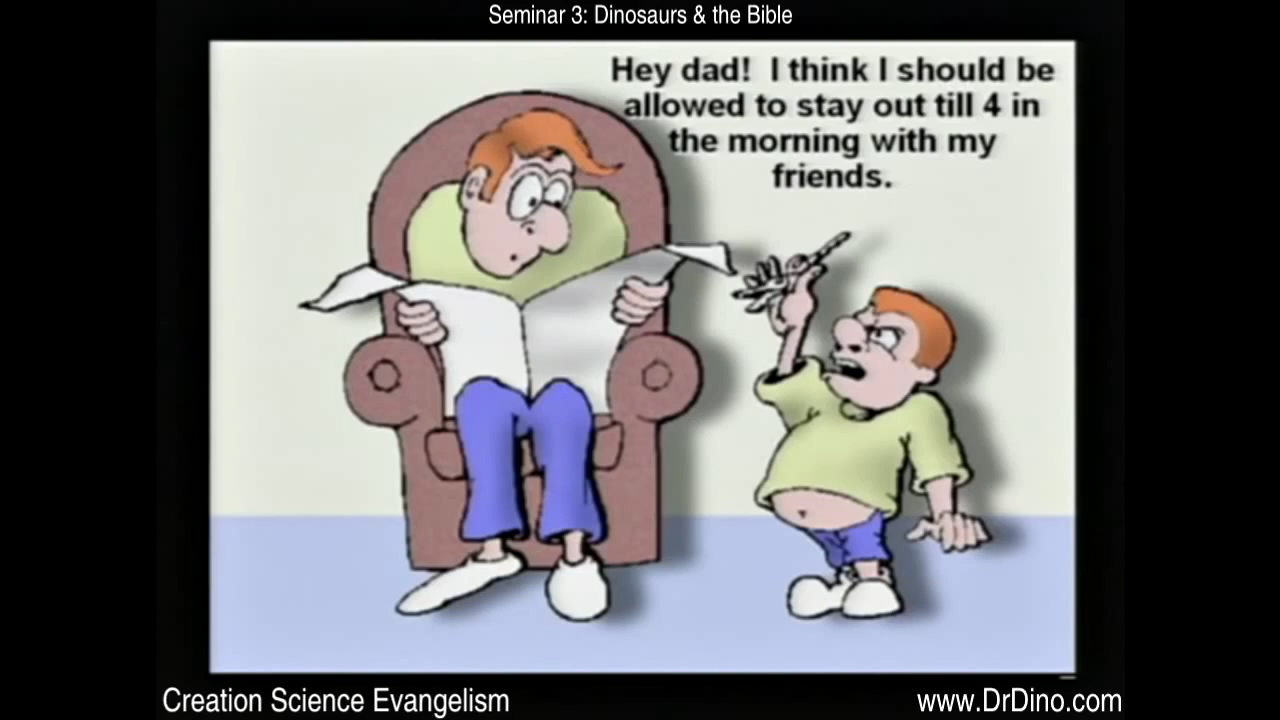 Seminar 3: Dinosaurs & the Bible
Hey dad!  I think I should be
allowed to stay out till 4 in
the morning with my
friends.
Creation Science Evangelism
www.DrDino.com